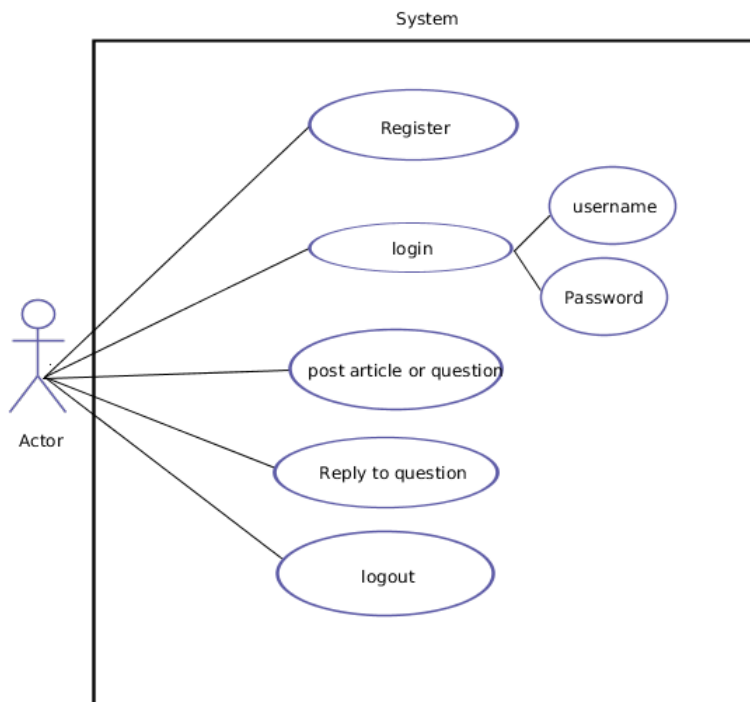 System
Register
username
login
Password
post article or question
Actor
Reply to question
logout